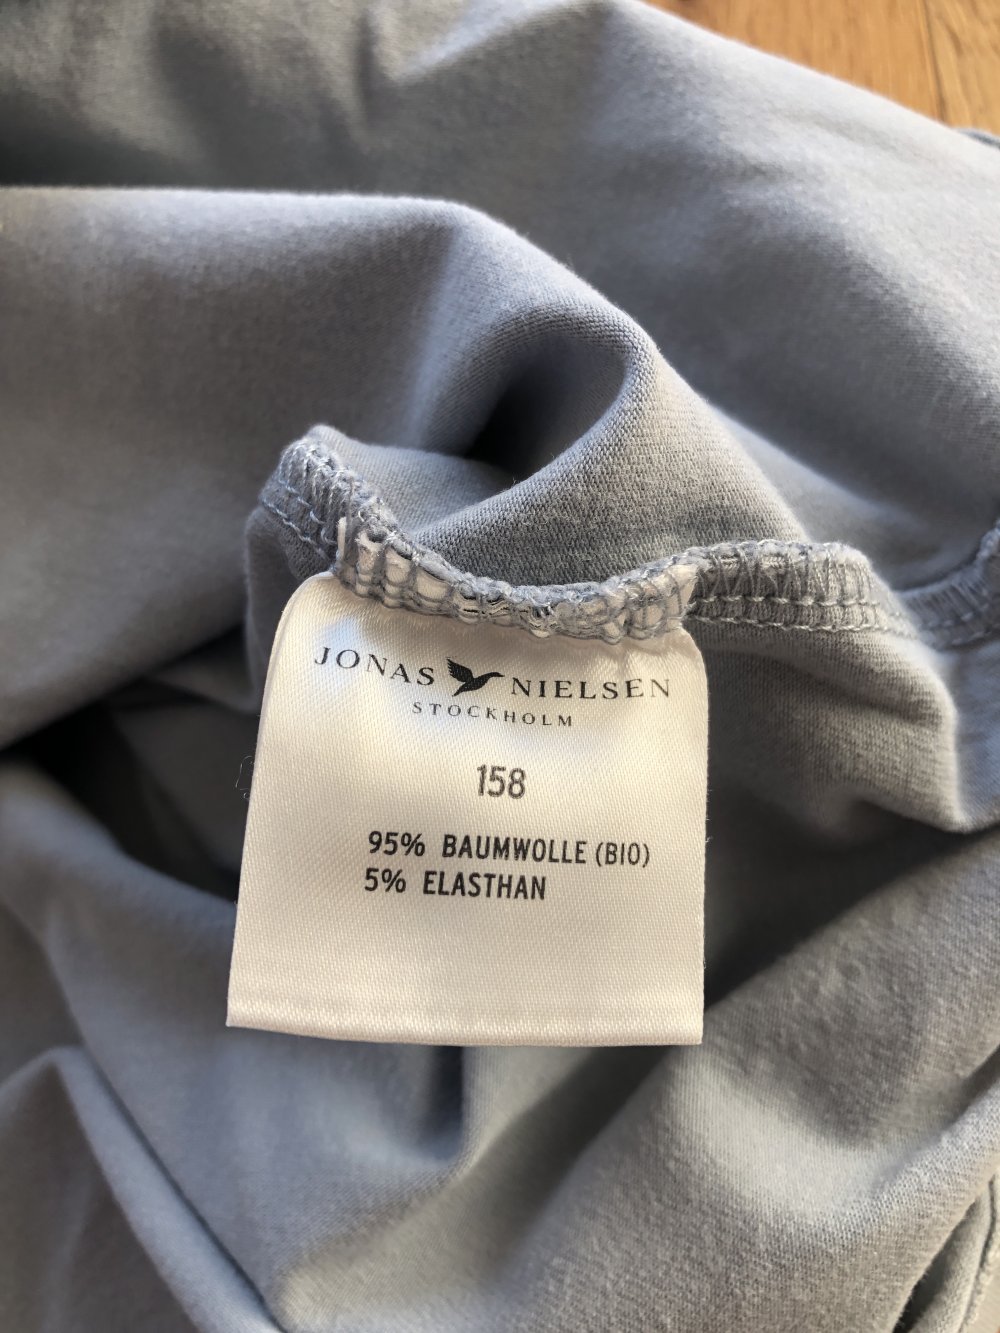 JONAS NIELSEN
STOCKHOLM
158
95% BAUMWOLLE (BIO)
5% ELASTHAN